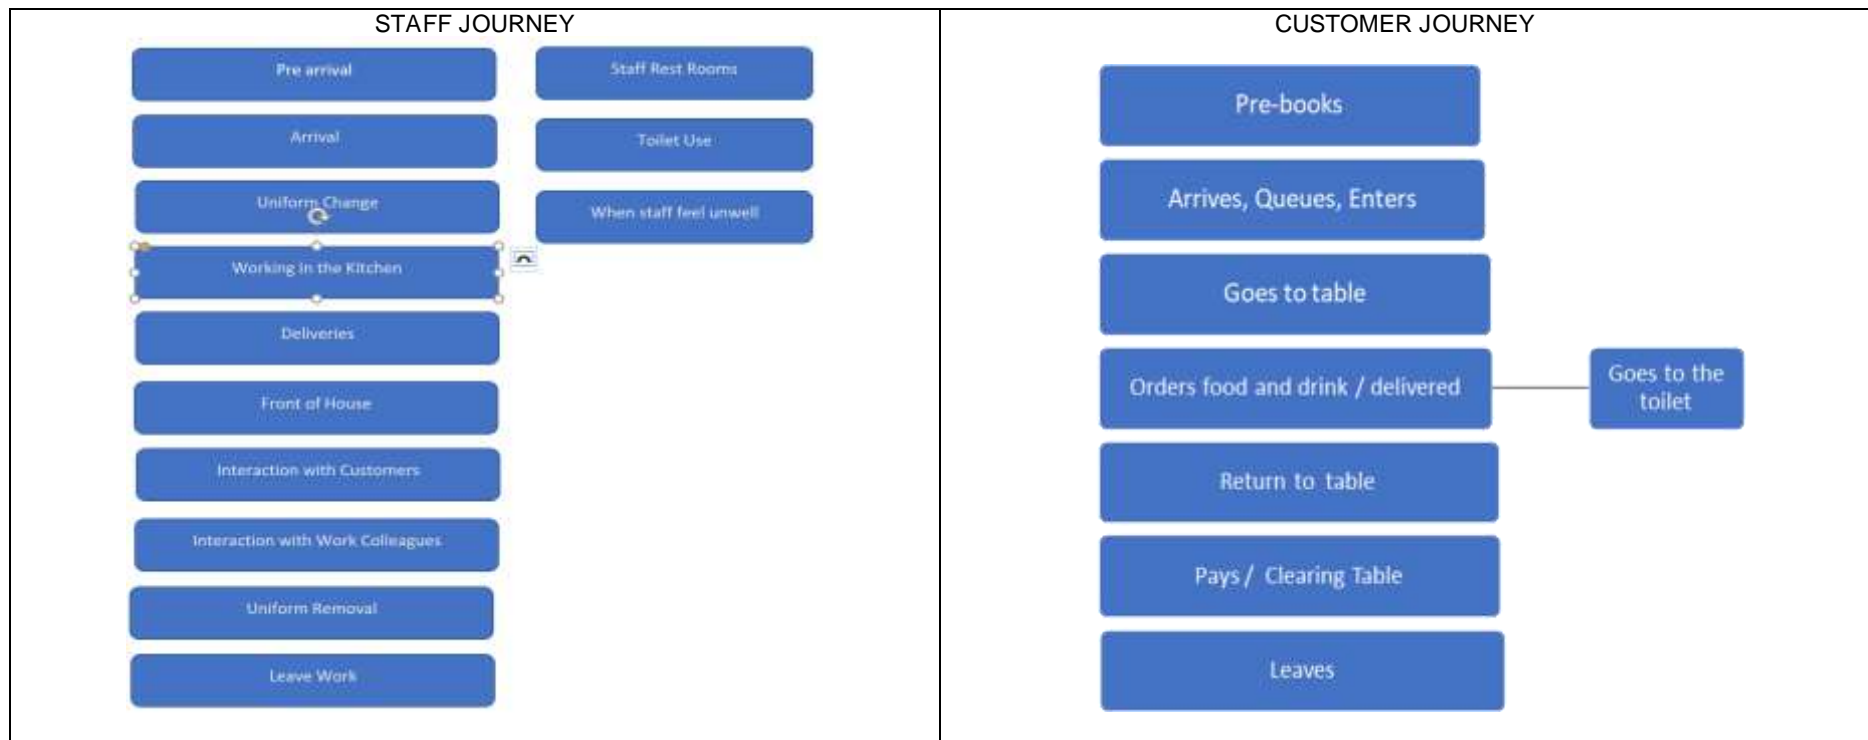 STAFF JOURNEY
Pre arrival
Arrival
Uniform Change
Working in the Kitchen
Deliveries
Front of House
Interaction with Customers
Interaction with Work Colleagues
Uniform Removal
Leave Work
Staff Rest Rooms
Toilet Use
When staff feel unwell
CUSTOMER JOURNEY
Pre-books
Arrives, Queues, Enters
Goes to table
Orders food and drink / delivered
Goes to the
toilet
Return to table
Pays / Clearing Table
Leaves